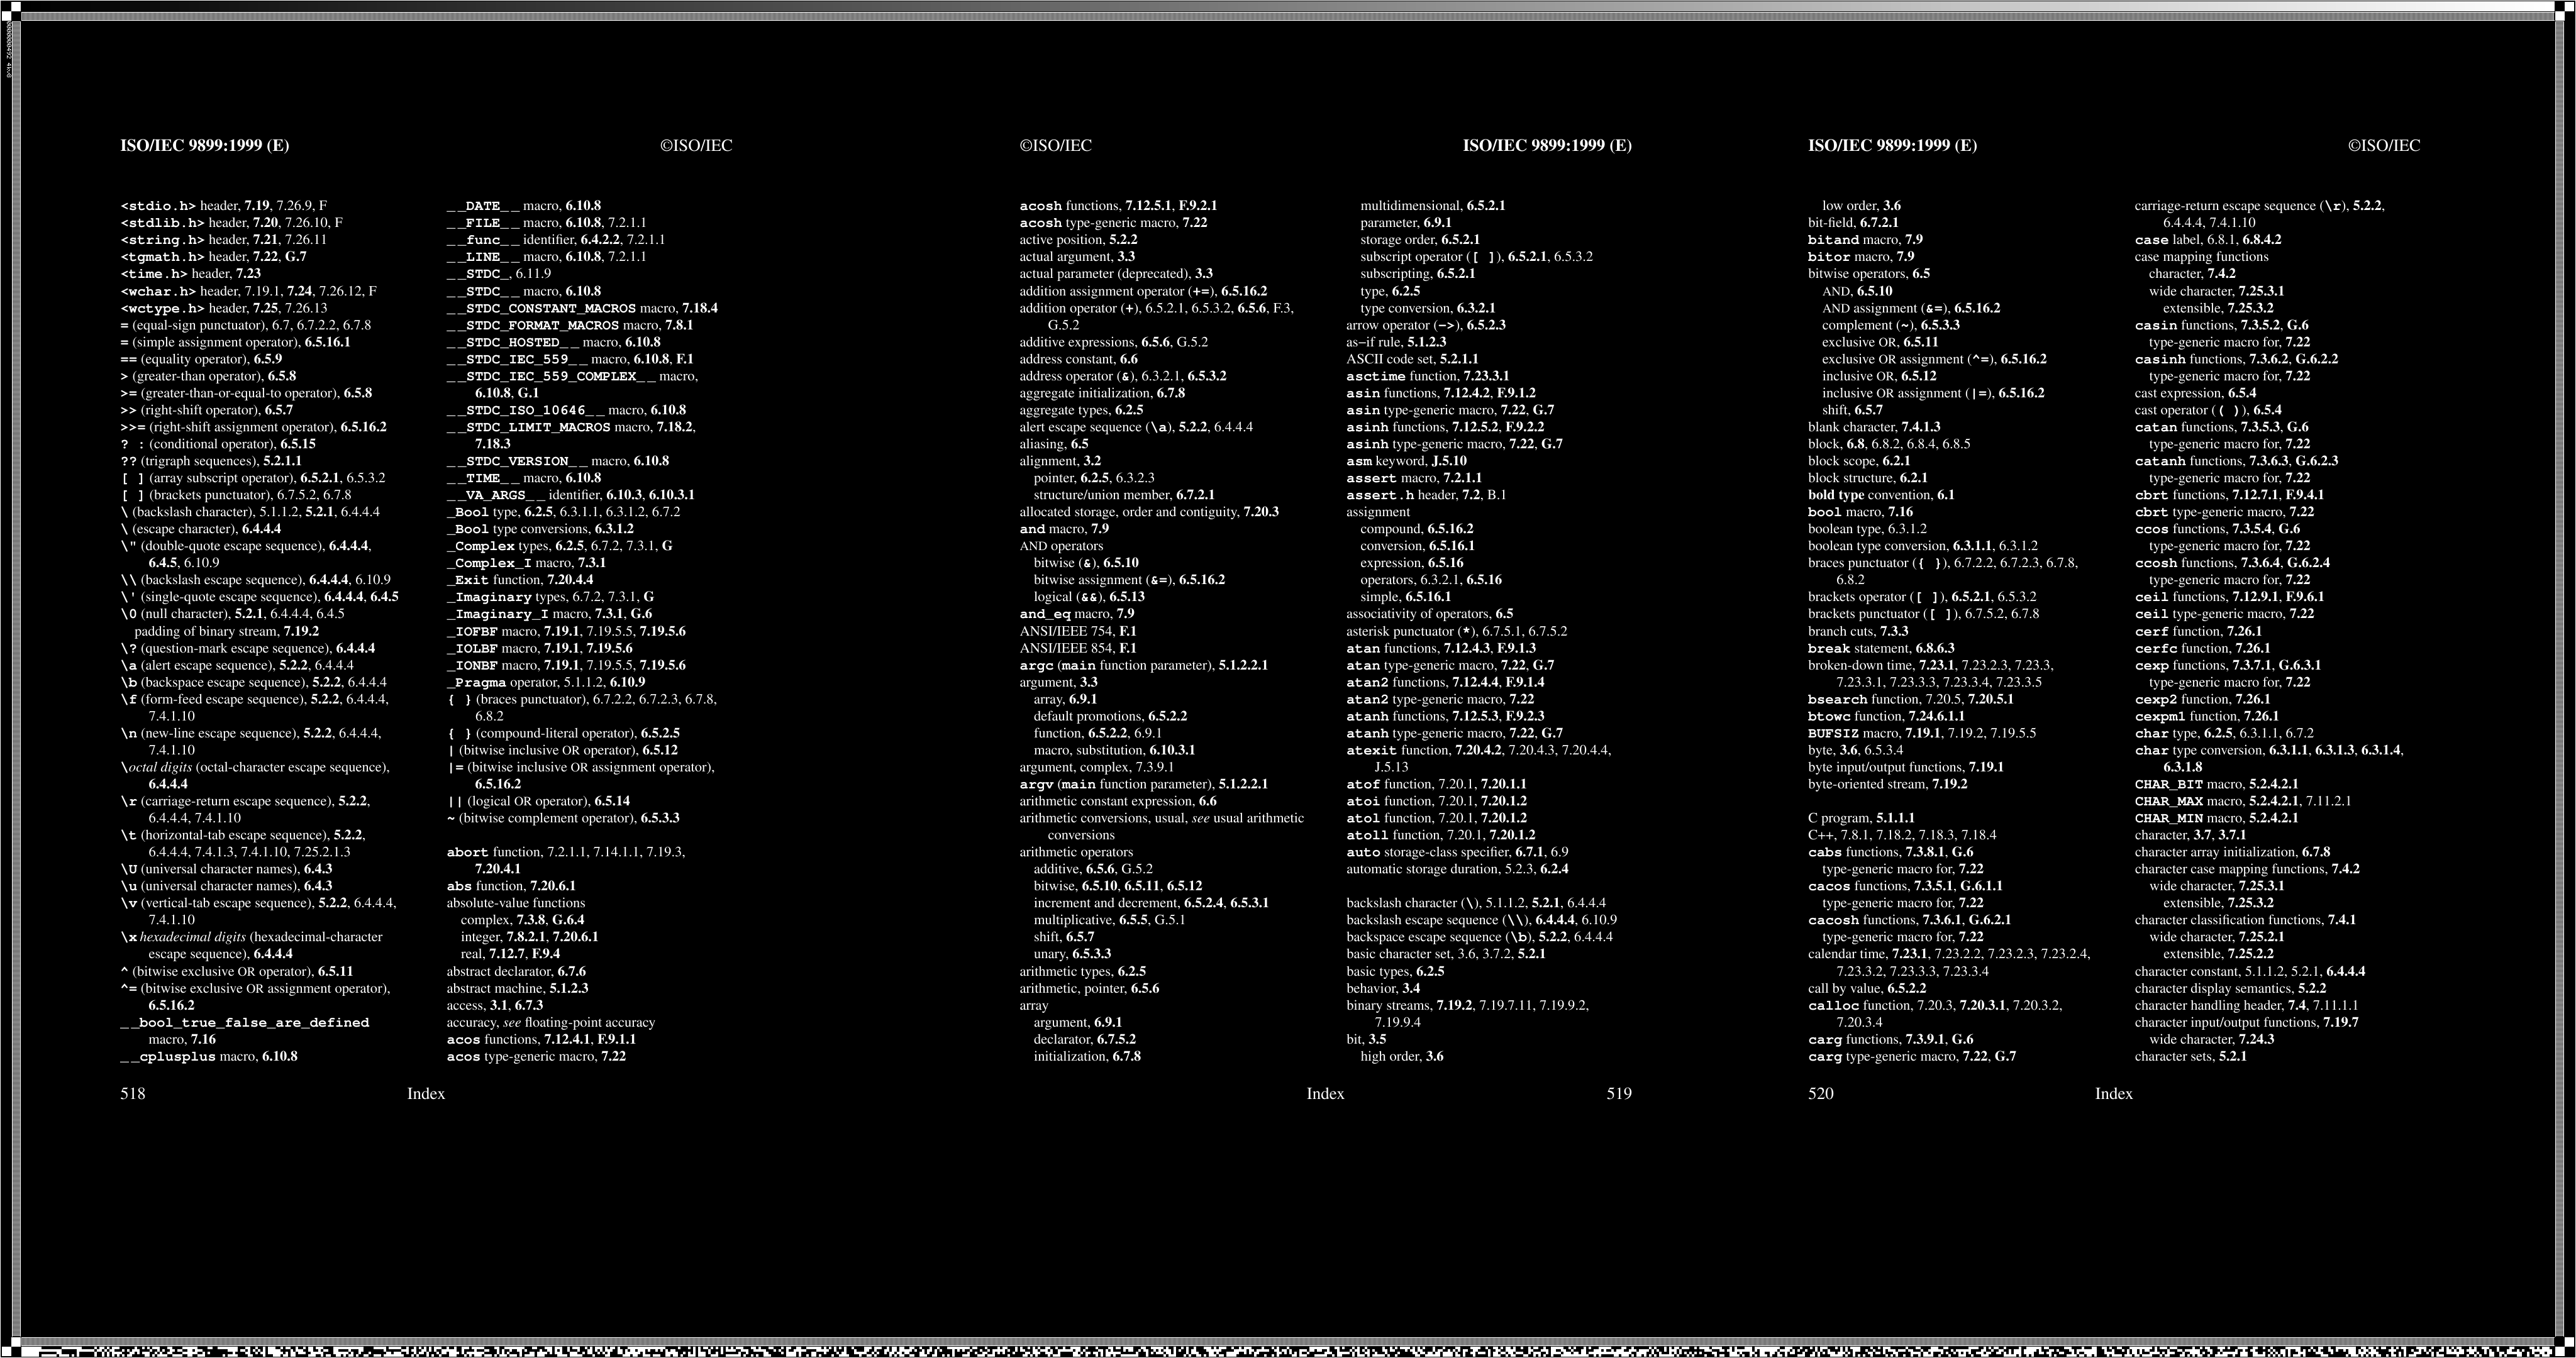 ISO/IEC 9899:1999 (E) ©ISO/IEC
<stdio.h> header, 7.19, 7.26.9, F
<stdlib.h> header, 7.20, 7.26.10, F
<string.h> header, 7.21, 7.26.11
<tgmath.h> header, 7.22, G.7
<time.h> header, 7.23
<wchar.h> header, 7.19.1, 7.24, 7.26.12, F
<wctype.h> header, 7.25, 7.26.13
= (equal-sign punctuator), 6.7, 6.7.2.2, 6.7.8
= (simple assignment operator), 6.5.16.1
== (equality operator), 6.5.9
> (greater-than operator), 6.5.8
>= (greater-than-or-equal-to operator), 6.5.8
>> (right-shift operator), 6.5.7
>>= (right-shift assignment operator), 6.5.16.2
? : (conditional operator), 6.5.15
?? (trigraph sequences), 5.2.1.1
[ ] (array subscript operator), 6.5.2.1, 6.5.3.2
[ ] (brackets punctuator), 6.7.5.2, 6.7.8
\ (backslash character), 5.1.1.2, 5.2.1, 6.4.4.4
\ (escape character), 6.4.4.4
\" (double-quote escape sequence), 6.4.4.4,
6.4.5, 6.10.9
\\ (backslash escape sequence), 6.4.4.4, 6.10.9
\' (single-quote escape sequence), 6.4.4.4, 6.4.5
\0 (null character), 5.2.1, 6.4.4.4, 6.4.5
padding of binary stream, 7.19.2
\? (question-mark escape sequence), 6.4.4.4
\a (alert escape sequence), 5.2.2, 6.4.4.4
\b (backspace escape sequence), 5.2.2, 6.4.4.4
\f (form-feed escape sequence), 5.2.2, 6.4.4.4,
7.4.1.10
\n (new-line escape sequence), 5.2.2, 6.4.4.4,
7.4.1.10
\octal digits (octal-character escape sequence),
6.4.4.4
\r (carriage-return escape sequence), 5.2.2,
6.4.4.4, 7.4.1.10
\t (horizontal-tab escape sequence), 5.2.2,
6.4.4.4, 7.4.1.3, 7.4.1.10, 7.25.2.1.3
\U (universal character names), 6.4.3
\u (universal character names), 6.4.3
\v (vertical-tab escape sequence), 5.2.2, 6.4.4.4,
7.4.1.10
\x hexadecimal digits (hexadecimal-character
escape sequence), 6.4.4.4
^ (bitwise exclusive OR operator), 6.5.11
^= (bitwise exclusive OR assignment operator),
6.5.16.2
__bool_true_false_are_defined
macro, 7.16
__cplusplus macro, 6.10.8
__DATE__ macro, 6.10.8
__FILE__ macro, 6.10.8, 7.2.1.1
__func__ identifier, 6.4.2.2, 7.2.1.1
__LINE__ macro, 6.10.8, 7.2.1.1
__STDC_, 6.11.9
__STDC__ macro, 6.10.8
__STDC_CONSTANT_MACROS macro, 7.18.4
__STDC_FORMAT_MACROS macro, 7.8.1
__STDC_HOSTED__ macro, 6.10.8
__STDC_IEC_559__ macro, 6.10.8, F.1
__STDC_IEC_559_COMPLEX__ macro,
6.10.8, G.1
__STDC_ISO_10646__ macro, 6.10.8
__STDC_LIMIT_MACROS macro, 7.18.2,
7.18.3
__STDC_VERSION__ macro, 6.10.8
__TIME__ macro, 6.10.8
__VA_ARGS__ identifier, 6.10.3, 6.10.3.1
_Bool type, 6.2.5, 6.3.1.1, 6.3.1.2, 6.7.2
_Bool type conversions, 6.3.1.2
_Complex types, 6.2.5, 6.7.2, 7.3.1, G
_Complex_I macro, 7.3.1
_Exit function, 7.20.4.4
_Imaginary types, 6.7.2, 7.3.1, G
_Imaginary_I macro, 7.3.1, G.6
_IOFBF macro, 7.19.1, 7.19.5.5, 7.19.5.6
_IOLBF macro, 7.19.1, 7.19.5.6
_IONBF macro, 7.19.1, 7.19.5.5, 7.19.5.6
_Pragma operator, 5.1.1.2, 6.10.9
{ } (braces punctuator), 6.7.2.2, 6.7.2.3, 6.7.8,
6.8.2
{ } (compound-literal operator), 6.5.2.5
| (bitwise inclusive OR operator), 6.5.12
|= (bitwise inclusive OR assignment operator),
6.5.16.2
|| (logical OR operator), 6.5.14
~ (bitwise complement operator), 6.5.3.3
abort function, 7.2.1.1, 7.14.1.1, 7.19.3,
7.20.4.1
abs function, 7.20.6.1
absolute-value functions
complex, 7.3.8, G.6.4
integer, 7.8.2.1, 7.20.6.1
real, 7.12.7, F.9.4
abstract declarator, 6.7.6
abstract machine, 5.1.2.3
access, 3.1, 6.7.3
accuracy, see floating-point accuracy
acos functions, 7.12.4.1, F.9.1.1
acos type-generic macro, 7.22
518 Index
©ISO/IEC ISO/IEC 9899:1999 (E)
acosh functions, 7.12.5.1, F.9.2.1
acosh type-generic macro, 7.22
active position, 5.2.2
actual argument, 3.3
actual parameter (deprecated), 3.3
addition assignment operator (+=), 6.5.16.2
addition operator (+), 6.5.2.1, 6.5.3.2, 6.5.6, F.3,
G.5.2
additive expressions, 6.5.6, G.5.2
address constant, 6.6
address operator (&), 6.3.2.1, 6.5.3.2
aggregate initialization, 6.7.8
aggregate types, 6.2.5
alert escape sequence (\a), 5.2.2, 6.4.4.4
aliasing, 6.5
alignment, 3.2
pointer, 6.2.5, 6.3.2.3
structure/union member, 6.7.2.1
allocated storage, order and contiguity, 7.20.3
and macro, 7.9
AND operators
bitwise (&), 6.5.10
bitwise assignment (&=), 6.5.16.2
logical (&&), 6.5.13
and_eq macro, 7.9
ANSI/IEEE 754, F.1
ANSI/IEEE 854, F.1
argc (main function parameter), 5.1.2.2.1
argument, 3.3
array, 6.9.1
default promotions, 6.5.2.2
function, 6.5.2.2, 6.9.1
macro, substitution, 6.10.3.1
argument, complex, 7.3.9.1
argv (main function parameter), 5.1.2.2.1
arithmetic constant expression, 6.6
arithmetic conversions, usual, see usual arithmetic
conversions
arithmetic operators
additive, 6.5.6, G.5.2
bitwise, 6.5.10, 6.5.11, 6.5.12
increment and decrement, 6.5.2.4, 6.5.3.1
multiplicative, 6.5.5, G.5.1
shift, 6.5.7
unary, 6.5.3.3
arithmetic types, 6.2.5
arithmetic, pointer, 6.5.6
array
argument, 6.9.1
declarator, 6.7.5.2
initialization, 6.7.8
multidimensional, 6.5.2.1
parameter, 6.9.1
storage order, 6.5.2.1
subscript operator ([ ]), 6.5.2.1, 6.5.3.2
subscripting, 6.5.2.1
type, 6.2.5
type conversion, 6.3.2.1
arrow operator (->), 6.5.2.3
as−if rule, 5.1.2.3
ASCII code set, 5.2.1.1
asctime function, 7.23.3.1
asin functions, 7.12.4.2, F.9.1.2
asin type-generic macro, 7.22, G.7
asinh functions, 7.12.5.2, F.9.2.2
asinh type-generic macro, 7.22, G.7
asm keyword, J.5.10
assert macro, 7.2.1.1
assert.h header, 7.2, B.1
assignment
compound, 6.5.16.2
conversion, 6.5.16.1
expression, 6.5.16
operators, 6.3.2.1, 6.5.16
simple, 6.5.16.1
associativity of operators, 6.5
asterisk punctuator (*), 6.7.5.1, 6.7.5.2
atan functions, 7.12.4.3, F.9.1.3
atan type-generic macro, 7.22, G.7
atan2 functions, 7.12.4.4, F.9.1.4
atan2 type-generic macro, 7.22
atanh functions, 7.12.5.3, F.9.2.3
atanh type-generic macro, 7.22, G.7
atexit function, 7.20.4.2, 7.20.4.3, 7.20.4.4,
J.5.13
atof function, 7.20.1, 7.20.1.1
atoi function, 7.20.1, 7.20.1.2
atol function, 7.20.1, 7.20.1.2
atoll function, 7.20.1, 7.20.1.2
auto storage-class specifier, 6.7.1, 6.9
automatic storage duration, 5.2.3, 6.2.4
backslash character (\), 5.1.1.2, 5.2.1, 6.4.4.4
backslash escape sequence (\\), 6.4.4.4, 6.10.9
backspace escape sequence (\b), 5.2.2, 6.4.4.4
basic character set, 3.6, 3.7.2, 5.2.1
basic types, 6.2.5
behavior, 3.4
binary streams, 7.19.2, 7.19.7.11, 7.19.9.2,
7.19.9.4
bit, 3.5
high order, 3.6
Index 519
ISO/IEC 9899:1999 (E) ©ISO/IEC
low order, 3.6
bit-field, 6.7.2.1
bitand macro, 7.9
bitor macro, 7.9
bitwise operators, 6.5
AND, 6.5.10
AND assignment (&=), 6.5.16.2
complement (~), 6.5.3.3
exclusive OR, 6.5.11
exclusive OR assignment (^=), 6.5.16.2
inclusive OR, 6.5.12
inclusive OR assignment (|=), 6.5.16.2
shift, 6.5.7
blank character, 7.4.1.3
block, 6.8, 6.8.2, 6.8.4, 6.8.5
block scope, 6.2.1
block structure, 6.2.1
bold type convention, 6.1
bool macro, 7.16
boolean type, 6.3.1.2
boolean type conversion, 6.3.1.1, 6.3.1.2
braces punctuator ({ }), 6.7.2.2, 6.7.2.3, 6.7.8,
6.8.2
brackets operator ([ ]), 6.5.2.1, 6.5.3.2
brackets punctuator ([ ]), 6.7.5.2, 6.7.8
branch cuts, 7.3.3
break statement, 6.8.6.3
broken-down time, 7.23.1, 7.23.2.3, 7.23.3,
7.23.3.1, 7.23.3.3, 7.23.3.4, 7.23.3.5
bsearch function, 7.20.5, 7.20.5.1
btowc function, 7.24.6.1.1
BUFSIZ macro, 7.19.1, 7.19.2, 7.19.5.5
byte, 3.6, 6.5.3.4
byte input/output functions, 7.19.1
byte-oriented stream, 7.19.2
C program, 5.1.1.1
C++, 7.8.1, 7.18.2, 7.18.3, 7.18.4
cabs functions, 7.3.8.1, G.6
type-generic macro for, 7.22
cacos functions, 7.3.5.1, G.6.1.1
type-generic macro for, 7.22
cacosh functions, 7.3.6.1, G.6.2.1
type-generic macro for, 7.22
calendar time, 7.23.1, 7.23.2.2, 7.23.2.3, 7.23.2.4,
7.23.3.2, 7.23.3.3, 7.23.3.4
call by value, 6.5.2.2
calloc function, 7.20.3, 7.20.3.1, 7.20.3.2,
7.20.3.4
carg functions, 7.3.9.1, G.6
carg type-generic macro, 7.22, G.7
carriage-return escape sequence (\r), 5.2.2,
6.4.4.4, 7.4.1.10
case label, 6.8.1, 6.8.4.2
case mapping functions
character, 7.4.2
wide character, 7.25.3.1
extensible, 7.25.3.2
casin functions, 7.3.5.2, G.6
type-generic macro for, 7.22
casinh functions, 7.3.6.2, G.6.2.2
type-generic macro for, 7.22
cast expression, 6.5.4
cast operator (( )), 6.5.4
catan functions, 7.3.5.3, G.6
type-generic macro for, 7.22
catanh functions, 7.3.6.3, G.6.2.3
type-generic macro for, 7.22
cbrt functions, 7.12.7.1, F.9.4.1
cbrt type-generic macro, 7.22
ccos functions, 7.3.5.4, G.6
type-generic macro for, 7.22
ccosh functions, 7.3.6.4, G.6.2.4
type-generic macro for, 7.22
ceil functions, 7.12.9.1, F.9.6.1
ceil type-generic macro, 7.22
cerf function, 7.26.1
cerfc function, 7.26.1
cexp functions, 7.3.7.1, G.6.3.1
type-generic macro for, 7.22
cexp2 function, 7.26.1
cexpm1 function, 7.26.1
char type, 6.2.5, 6.3.1.1, 6.7.2
char type conversion, 6.3.1.1, 6.3.1.3, 6.3.1.4,
6.3.1.8
CHAR_BIT macro, 5.2.4.2.1
CHAR_MAX macro, 5.2.4.2.1, 7.11.2.1
CHAR_MIN macro, 5.2.4.2.1
character, 3.7, 3.7.1
character array initialization, 6.7.8
character case mapping functions, 7.4.2
wide character, 7.25.3.1
extensible, 7.25.3.2
character classification functions, 7.4.1
wide character, 7.25.2.1
extensible, 7.25.2.2
character constant, 5.1.1.2, 5.2.1, 6.4.4.4
character display semantics, 5.2.2
character handling header, 7.4, 7.11.1.1
character input/output functions, 7.19.7
wide character, 7.24.3
character sets, 5.2.1
520 Index